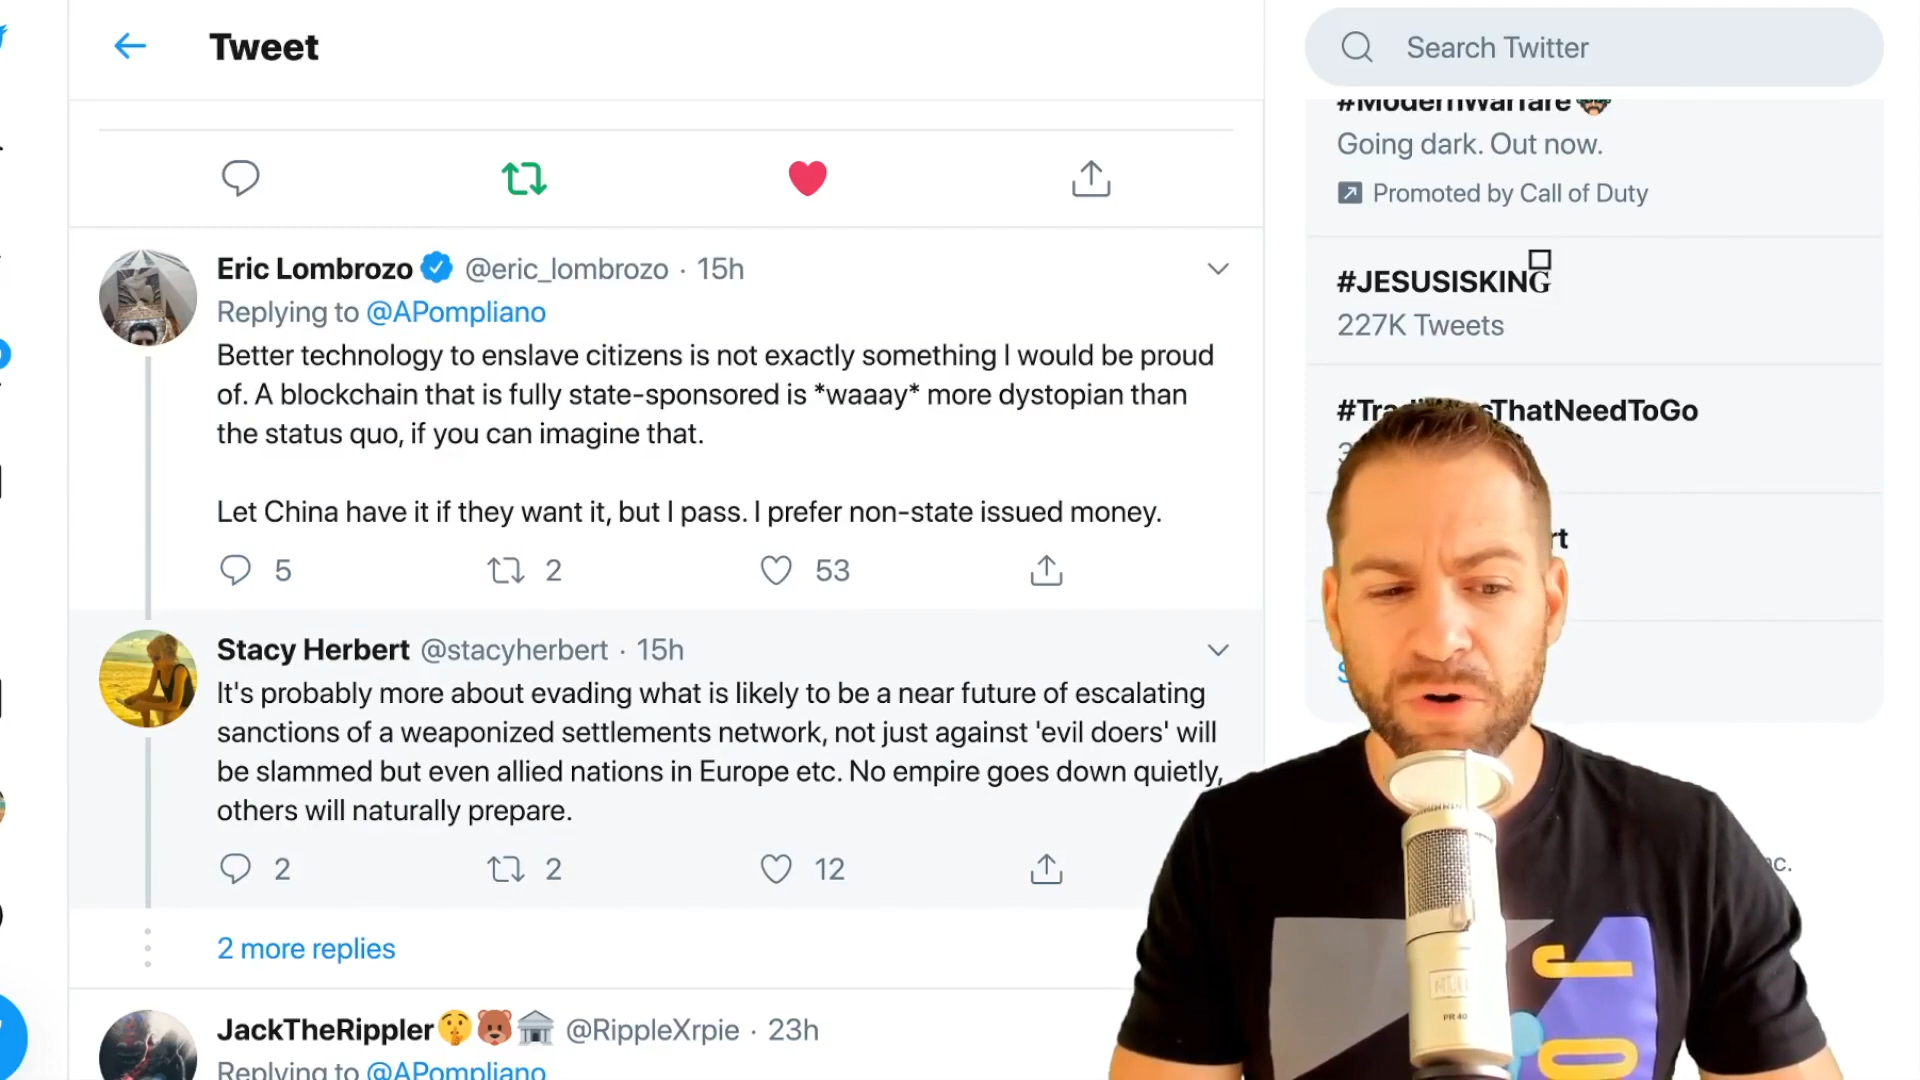 Tweet
Eric Lombrozo @eric_lombrozo · 15h
Replying to @APompliano
Better technology to enslave citizens is not exactly something I would be proud
of. A blockchain that is fully state-sponsored is *waaay* more dystopian than
the status quo, if you can imagine that.
Let China have it if they want it, but I pass. I prefer non-state issued money.
5 2 53
Stacy Herbert @stacyherbert · 15h
It's probably more about evading what is likely to be a near future of escalating
sanctions of a weaponized settlements network, not just against 'evil doers' will
be slammed but even allied nations in Europe etc. No empire goes down quietly,
others will naturally prepare.
2 2 12
2 more replies
JackTheRippler🤫🐻🏛️ @RippleXrpie · 23h
Replying to @APompliano
Search Twitter
#ModernWarfare
Going dark. Out now.
Promoted by Call of Duty
#JESUSISKING
227K Tweets
PR 40